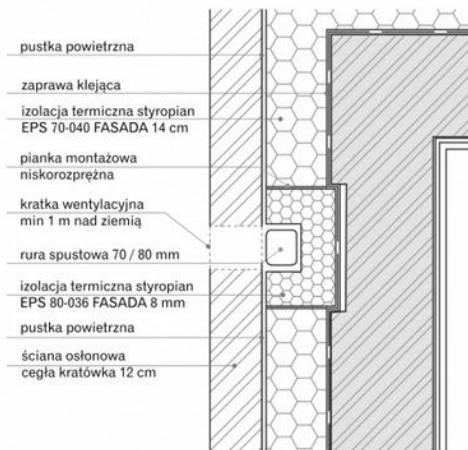 pustka powietrzna
zaprawa klejąca
izolacja termiczna styropian
EPS 70-040 FASADA 14 cm
pianka montażowa
niskorozprężna
kratka wentylacyjna
min 1 m nad ziemią
rura spustowa 70 / 80 mm
izolacja termiczna styropian
EPS 80-036 FASADA 8 mm
pustka powietrzna
ściana osłonowa
cegła kratówka 12 cm